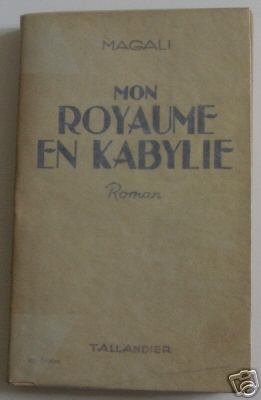 MAGALI
MON
ROYAUME
EN KABYLIE
Roman
TALLANDIER